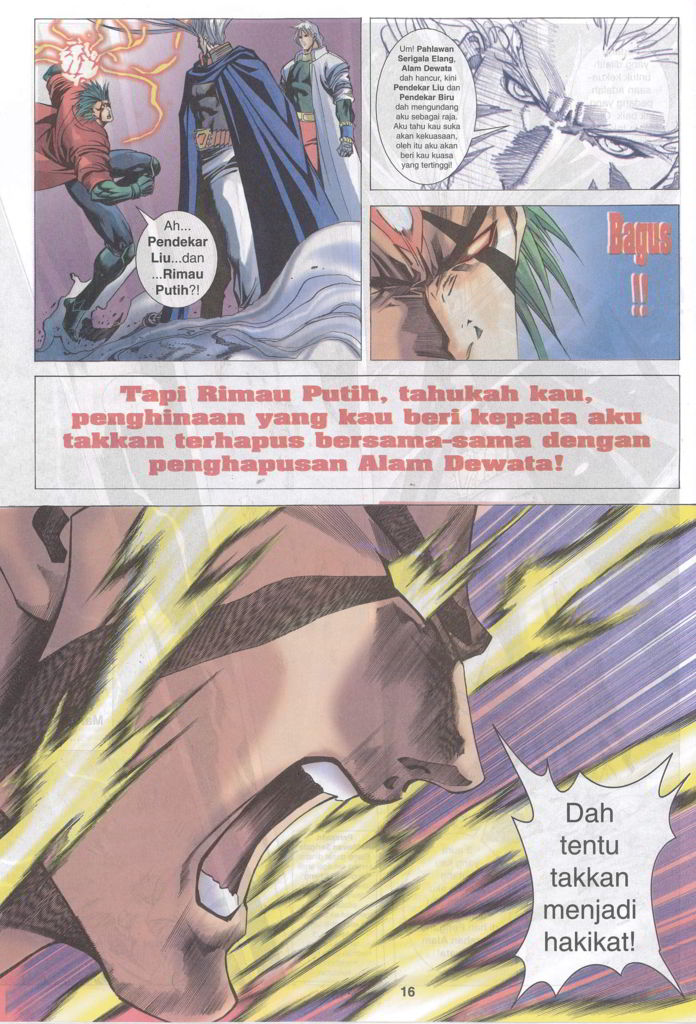 Ah...
Pendekar
Liu...dan
...Rimau
Putih?!
Um! Pahlawan
Serigala Elang,
Alam Dewata
dah hancur, kini
Pendekar Liu dan
Pendekar Biru
dah mengundang
aku sebagai raja.
Aku tahu kau suka
akan kekuasaan,
oleh itu aku akan
beri kau kuasa
yang tertinggi!
Bagus
!!
Tapi Rimau Putih, tahukah kau,
penghinaan yang kau beri kepada aku
takkan terhapus bersama-sama dengan
penghapusan Alam Dewata!
Dah
tentu
takkan
menjadi
hakikat!
16